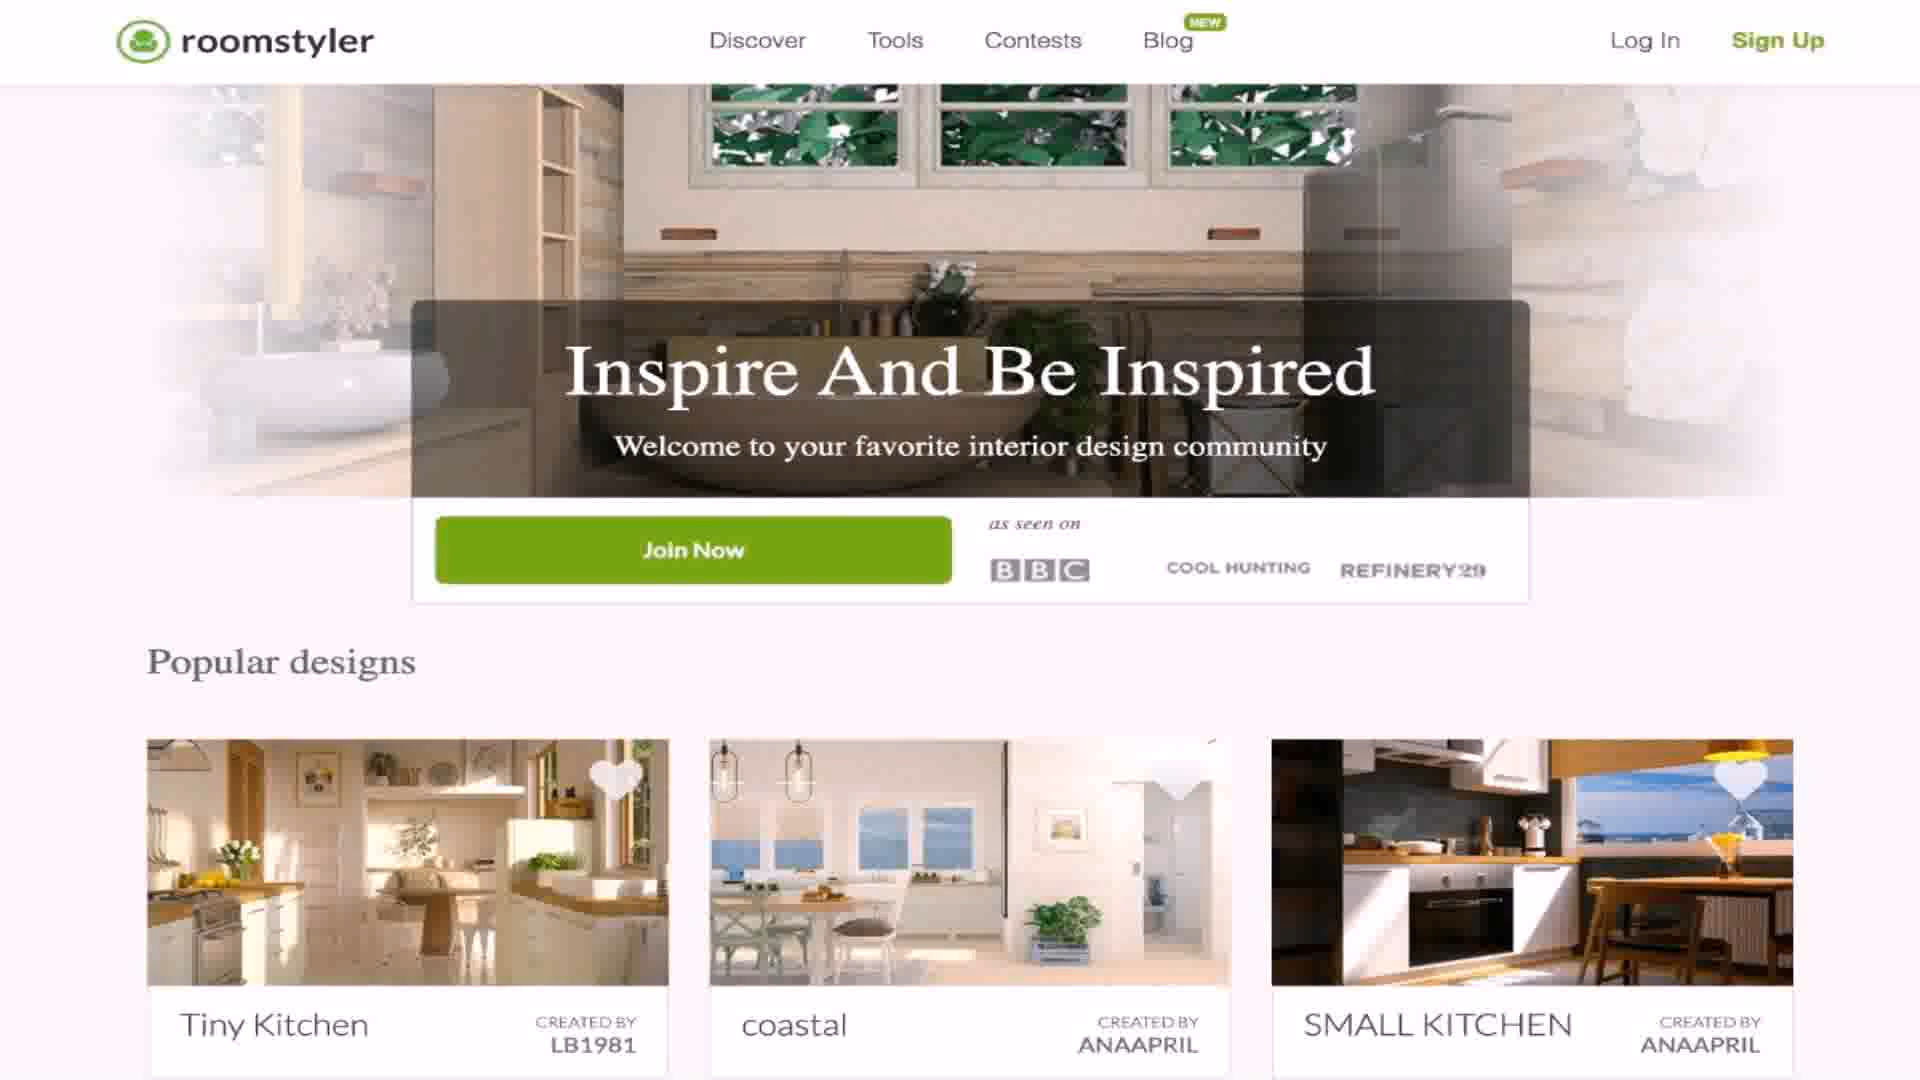 roomstyler
Discover Tools Contests Blog NEW
Log In Sign Up
Inspire And Be Inspired
Welcome to your favorite interior design community
Join Now
as seen on
BBC COOL HUNTING REFINERY29
Popular designs
Tiny Kitchen
CREATED BY
LB1981
coastal
CREATED BY
ANAAPRIL
SMALL KITCHEN
CREATED BY
ANAAPRIL